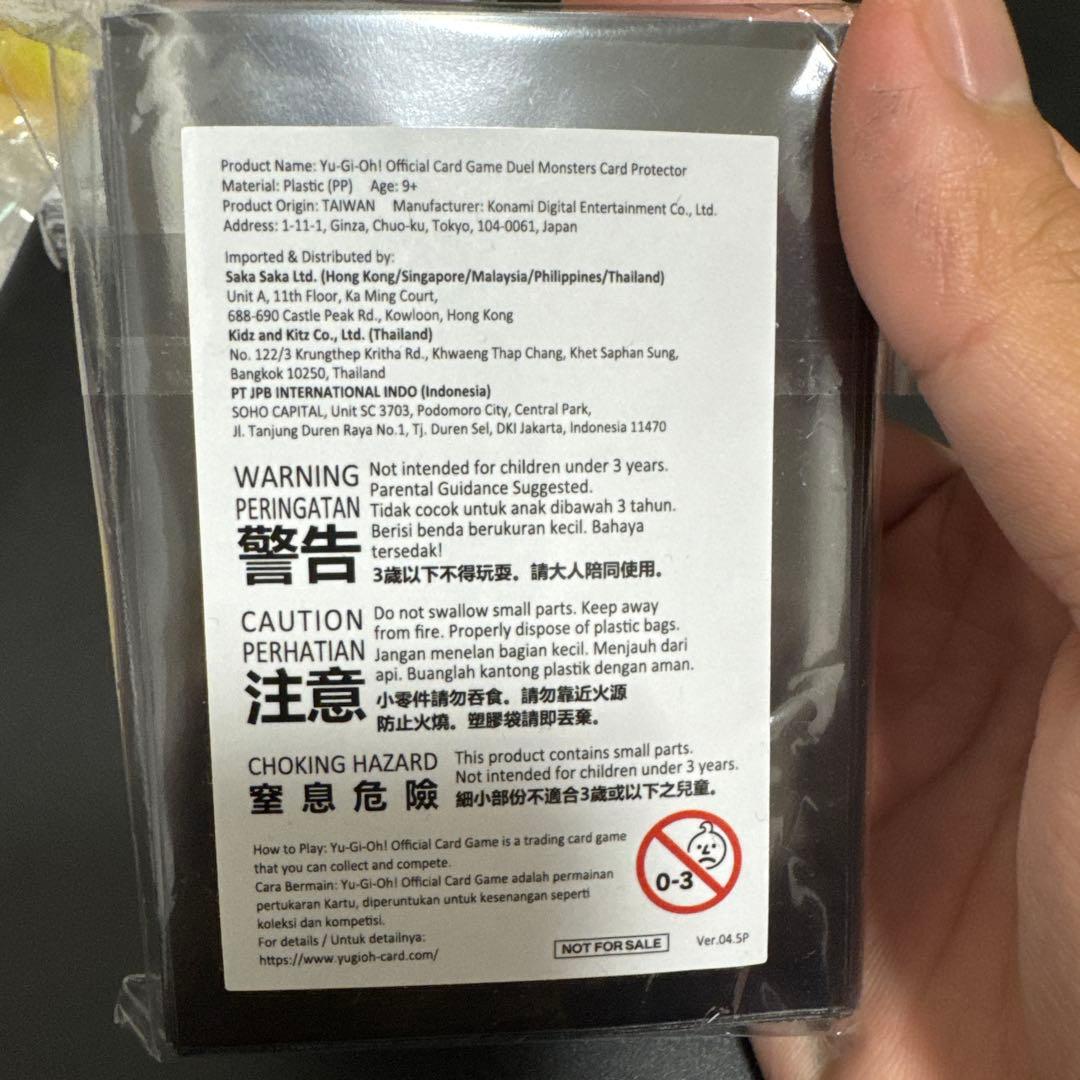 Product Name: Yu-Gi-Oh! Official Card Game Duel Monsters Card Protector
Material: Plastic (PP) Age: 9+
Product Origin: TAIWAN Manufacturer: Konami Digital Entertainment Co., Ltd.
Address: 1-11-1, Ginza, Chuo-ku, Tokyo, 104-0061, Japan
Imported & Distributed by:
Saka Saka Ltd. (Hong Kong/Singapore/Malaysia/Philippines/Thailand)
Unit A, 11th Floor, Ka Ming Court,
688-690 Castle Peak Rd., Kowloon, Hong Kong
Kidz and Kitz Co., Ltd. (Thailand)
No. 122/3 Krungthep Kritha Rd., Khwaeng Thap Chang, Khet Saphan Sung,
Bangkok 10250, Thailand
PT JPB INTERNATIONAL INDO (Indonesia)
SOHO CAPITAL, Unit SC 3703, Podomoro City, Central Park,
Jl. Tanjung Duren Raya No.1, Tj. Duren Sel, DKI Jakarta, Indonesia 11470
WARNING
PERINGATAN
警告
Not intended for children under 3 years.
Parental Guidance Suggested.
Tidak cocok untuk anak dibawah 3 tahun.
Berisi benda berukuran kecil. Bahaya
tersedak!
3歲以下不得玩耍。請大人陪同使用。
CAUTION
PERHATIAN
注意
Do not swallow small parts. Keep away
from fire. Properly dispose of plastic bags.
Jangan menelan bagian kecil. Menjauh dari
api. Buanglah kantong plastik dengan aman.
小零件請勿吞食。請勿靠近火源
防止火燒。塑膠袋請即丟棄。
CHOKING HAZARD
窒息危險
This product contains small parts.
Not intended for children under 3 years.
細小部份不適合3歲或以下之兒童。
How to Play: Yu-Gi-Oh! Official Card Game is a trading card game
that you can collect and compete.
Cara Bermain: Yu-Gi-Oh! Official Card Game adalah permainan
pertukaran Kartu, diperuntukan untuk kesenangan seperti
koleksi dan kompetisi.
For details / Untuk detailnya:
https://www.yugioh-card.com/
0-3
NOT FOR SALE
Ver.04.5P